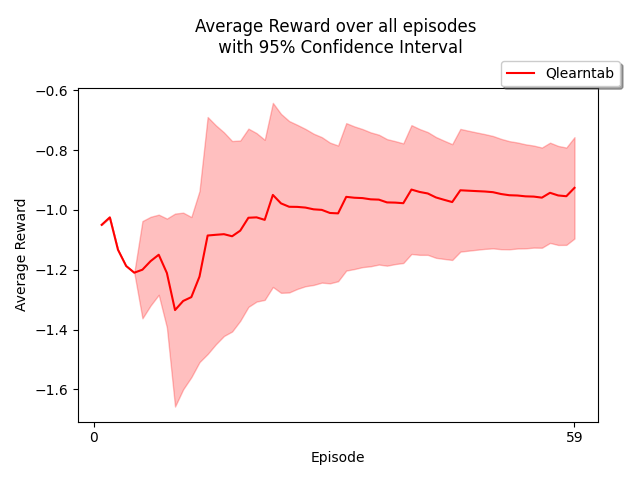 Average Reward over all episodes
with 95% Confidence Interval
Qlearntab
−0.6
−0.8
−1.0
−1.2
−1.4
−1.6
Average Reward
0
59
Episode